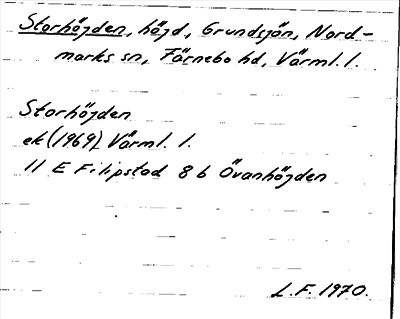 Storhöjden, höjd, Grundsjön, Nord-
marks sn, Färnebo hd, Värml. l.
Storhöjden
ek (1969) Värml. l.
11 E Filipstad 8 b Övanhöjden
L.F. 1970.